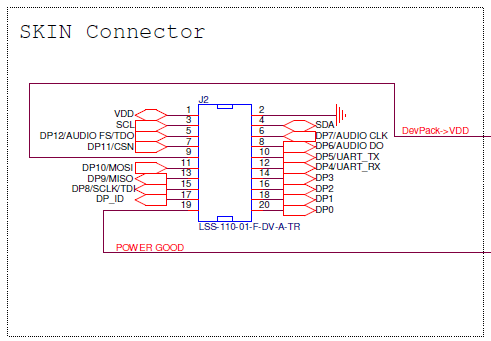 SKIN Connector
J2
VDD 1 2
SCL 3 4 SDA
DP12/AUDIO FS/TDO 5 6 DP7/AUDIO CLK
DP11/CSN 7 8 DP6/AUDIO DO
9 10 DP5/UART_TX
DP10/MOSI 11 12 DP4/UART_RX
DP9/MISO 13 14 DP3
DP8/SCLK/TDI 15 16 DP2
DP_ID 17 18 DP1
19 20 DP0
DevPack->VDD
LSS-110-01-F-DV-A-TR
POWER GOOD